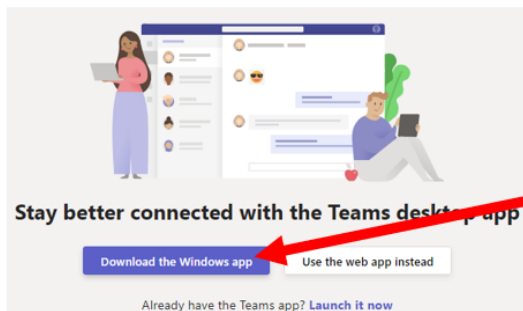 Stay better connected with the Teams desktop app
Download the Windows app
Use the web app instead
Already have the Teams app? Launch it now